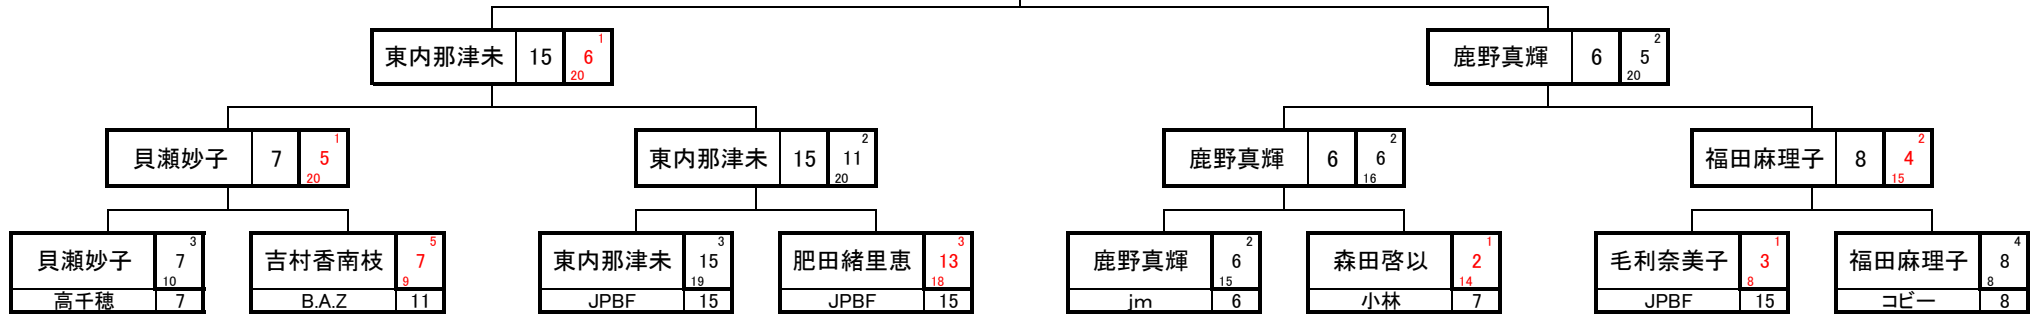 東内那津未 15 1 6 20
鹿野真輝 6 2 5 20
貝瀬妙子 7 1 5 20
東内那津未 15 2 11 20
鹿野真輝 6 2 6 16
福田麻理子 8 2 4 15
貝瀬妙子 3 7 10
高千穂 7
吉村香南枝 5 7 9
B.A.Z 11
東内那津未 3 15 19
JPBF 15
肥田緒里恵 3 13 18
JPBF 15
鹿野真輝 2 6 15
jm 6
森田啓以 1 2 14
小林 7
毛利奈美子 1 3 8
JPBF 15
福田麻理子 4 8 8
コビー 8